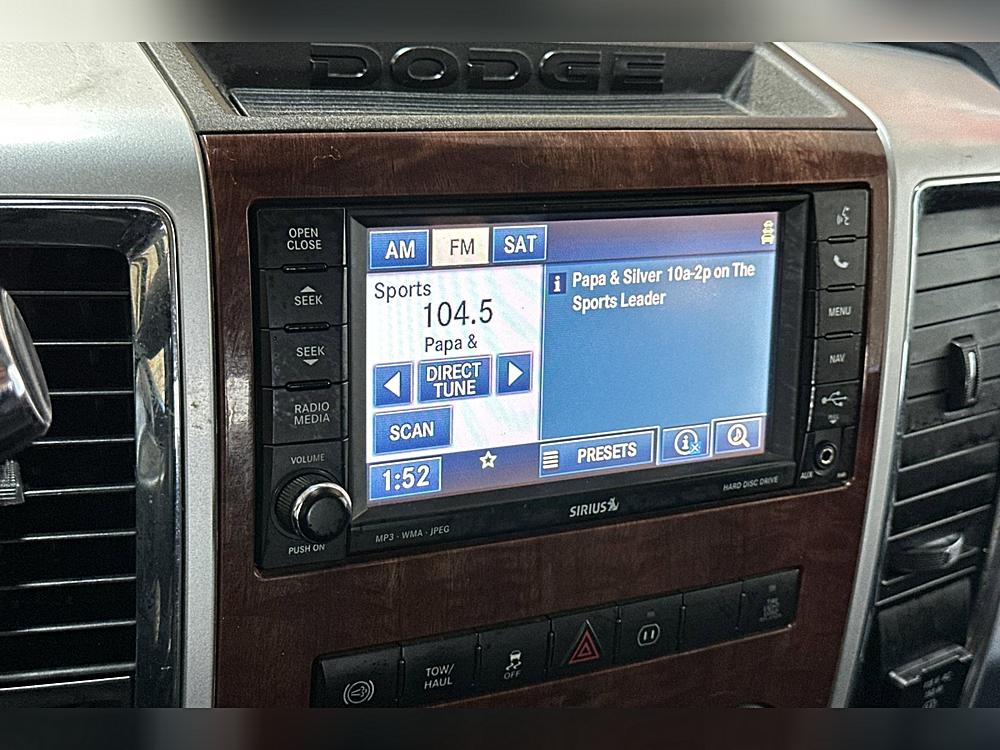 DODGE
OPEN
CLOSE
SEEK
SEEK
RADIO
MEDIA
VOLUME
PUSH ON
AM FM SAT
Sports
104.5
Papa &
DIRECT
TUNE
SCAN
1:52
i Papa & Silver 10a-2p on The
Sports Leader
PRESETS
MENU
NAV
AUX
MP3 - WMA - JPEG
SIRIUS
HARD DISC DRIVE
TOW/
HAUL
OFF